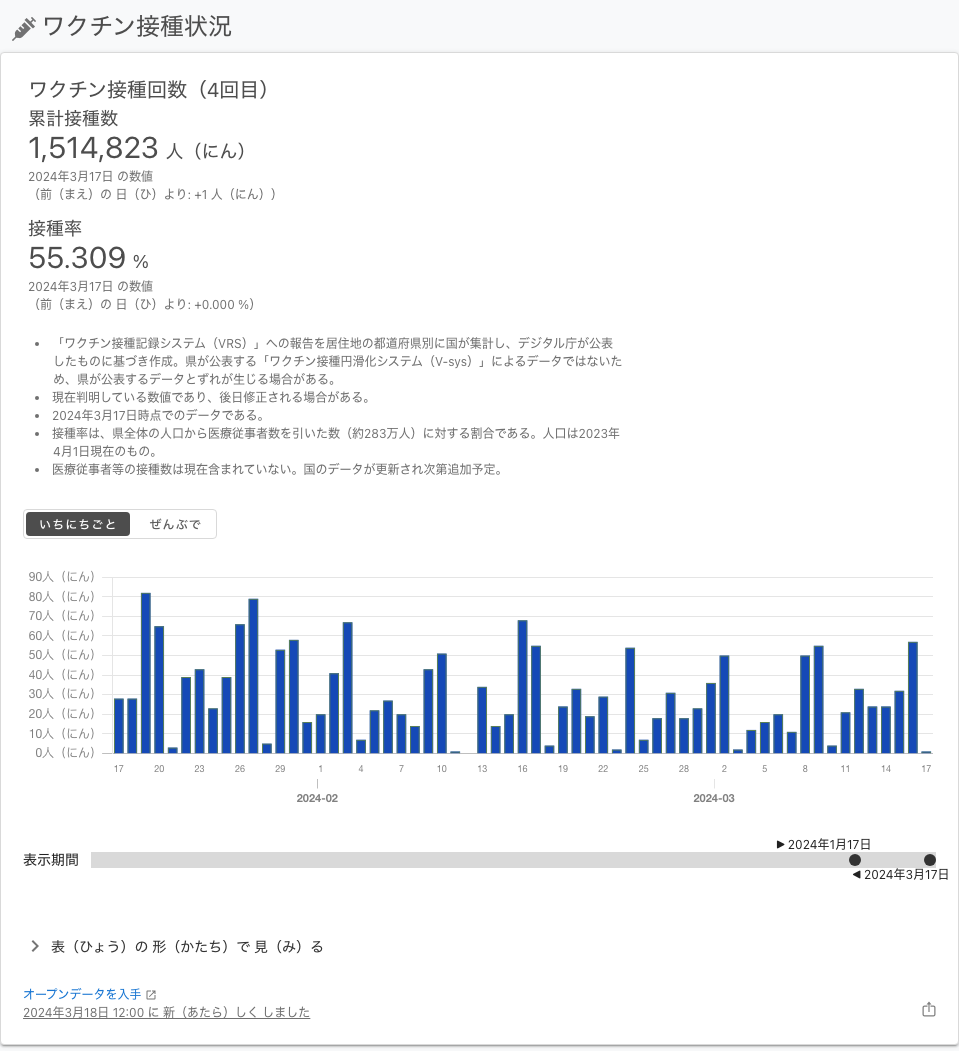 ワクチン接種状況
ワクチン接種回数（4回目）
累計接種数
1,514,823 人（にん）
2024年3月17日 の数値
（前（まえ）の 日（ひ）より: +1 人（にん））
接種率
55.309 %
2024年3月17日 の数値
（前（まえ）の 日（ひ）より: +0.000 %）
「ワクチン接種記録システム（VRS）」への報告を居住地の都道府県別に国が集計し、デジタル庁が公表
したものに基づき作成。県が公表する「ワクチン接種円滑化システム（V-sys）」によるデータではないた
め、県が公表するデータとずれが生じる場合がある。
現在判明している数値であり、後日修正される場合がある。
2024年3月17日時点でのデータである。
接種率は、県全体の人口から医療従事者数を引いた数（約283万人）に対する割合である。人口は2023年
4月1日現在のもの。
医療従事者等の接種数は現在含まれていない。国のデータが更新され次第追加予定。
いちにちごと ぜんぶで
90人（にん）
80人（にん）
70人（にん）
60人（にん）
50人（にん）
40人（にん）
30人（にん）
20人（にん）
10人（にん）
0人（にん）
17 20 23 26 29 1 4 7 10 13 16 19 22 25 28 2 5 8 11 14 17
2024-02 2024-03
2024年1月17日
表示期間
2024年3月17日
表（ひょう）の 形（かたち）で 見（み）る
オープンデータを入手
2024年3月18日 12:00 に 新（あたら）しく しました